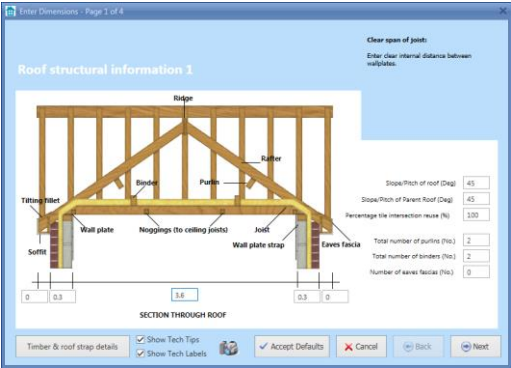 Enter Dimensions - Page 1 of 4
Clear span of joist:
Enter clear internal distance between
wallplates.
Roof structural information 1
Ridge
Rafter
Binder
Purlin
Tilting fillet
Wall plate
Noggings (to ceiling joists)
Joist
Wall plate strap
Eaves fascia
Soffit
Slope/Pitch of roof (Deg) 45
Slope/Pitch of Parent Roof (Deg) 45
Percentage tile intersection reuse (%) 100
Total number of purlins (No.) 2
Total number of binders (No.) 2
Number of eaves fascias (No.) 0
0 0.3 3.6 0.3 0
SECTION THROUGH ROOF
Timber & roof strap details
Show Tech Tips
Show Tech Labels
Accept Defaults
Cancel
Back
Next